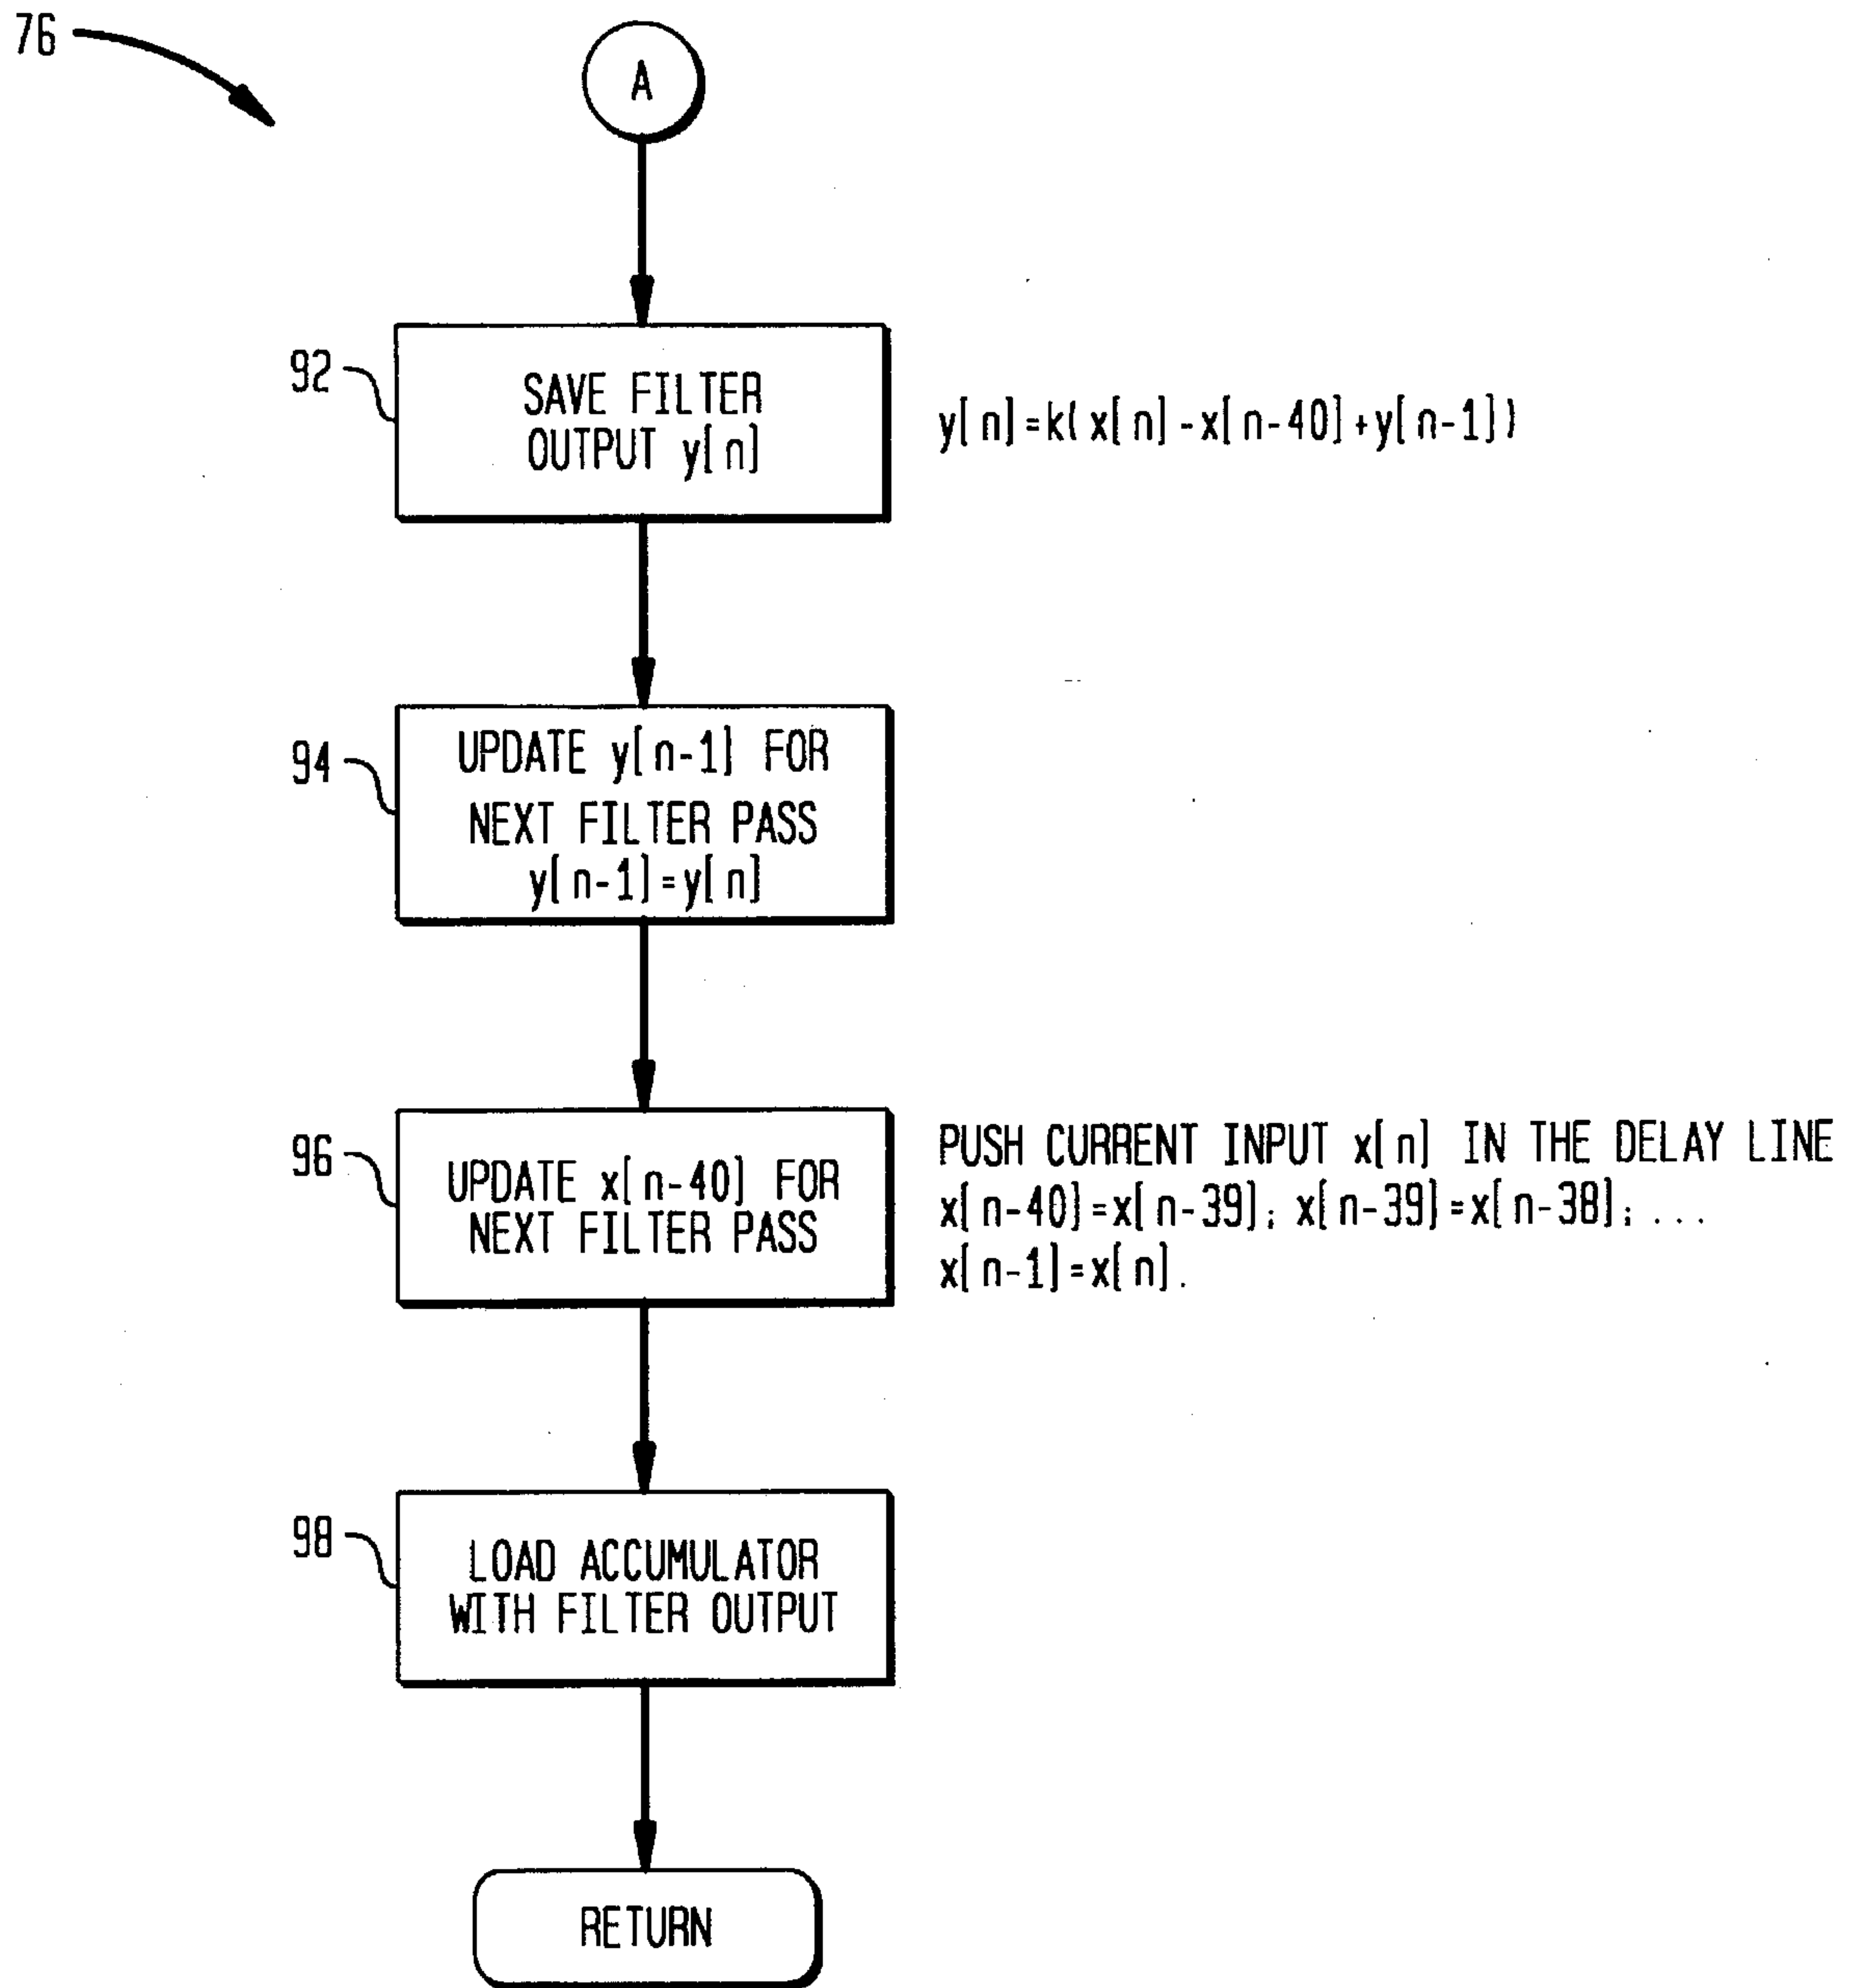 76
A
92
SAVE FILTER
OUTPUT y[n]
y[n]=k(x[n]-x[n-40]+y[n-1])
94
UPDATE y[n-1] FOR
NEXT FILTER PASS
y[n-1]=y[n]
96
UPDATE x[n-40] FOR
NEXT FILTER PASS
PUSH CURRENT INPUT x[n] IN THE DELAY LINE
x[n-40]=x[n-39]; x[n-39]=x[n-38]; ...
x[n-1]=x[n].
98
LOAD ACCUMULATOR
WITH FILTER OUTPUT
RETURN